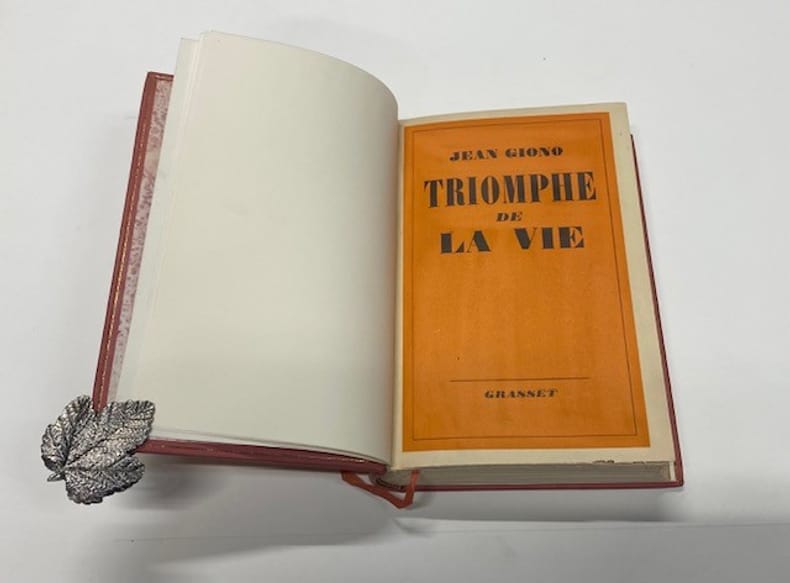 JEAN GIONO
TRIOMPHE
DE
LA VIE
GRASSET